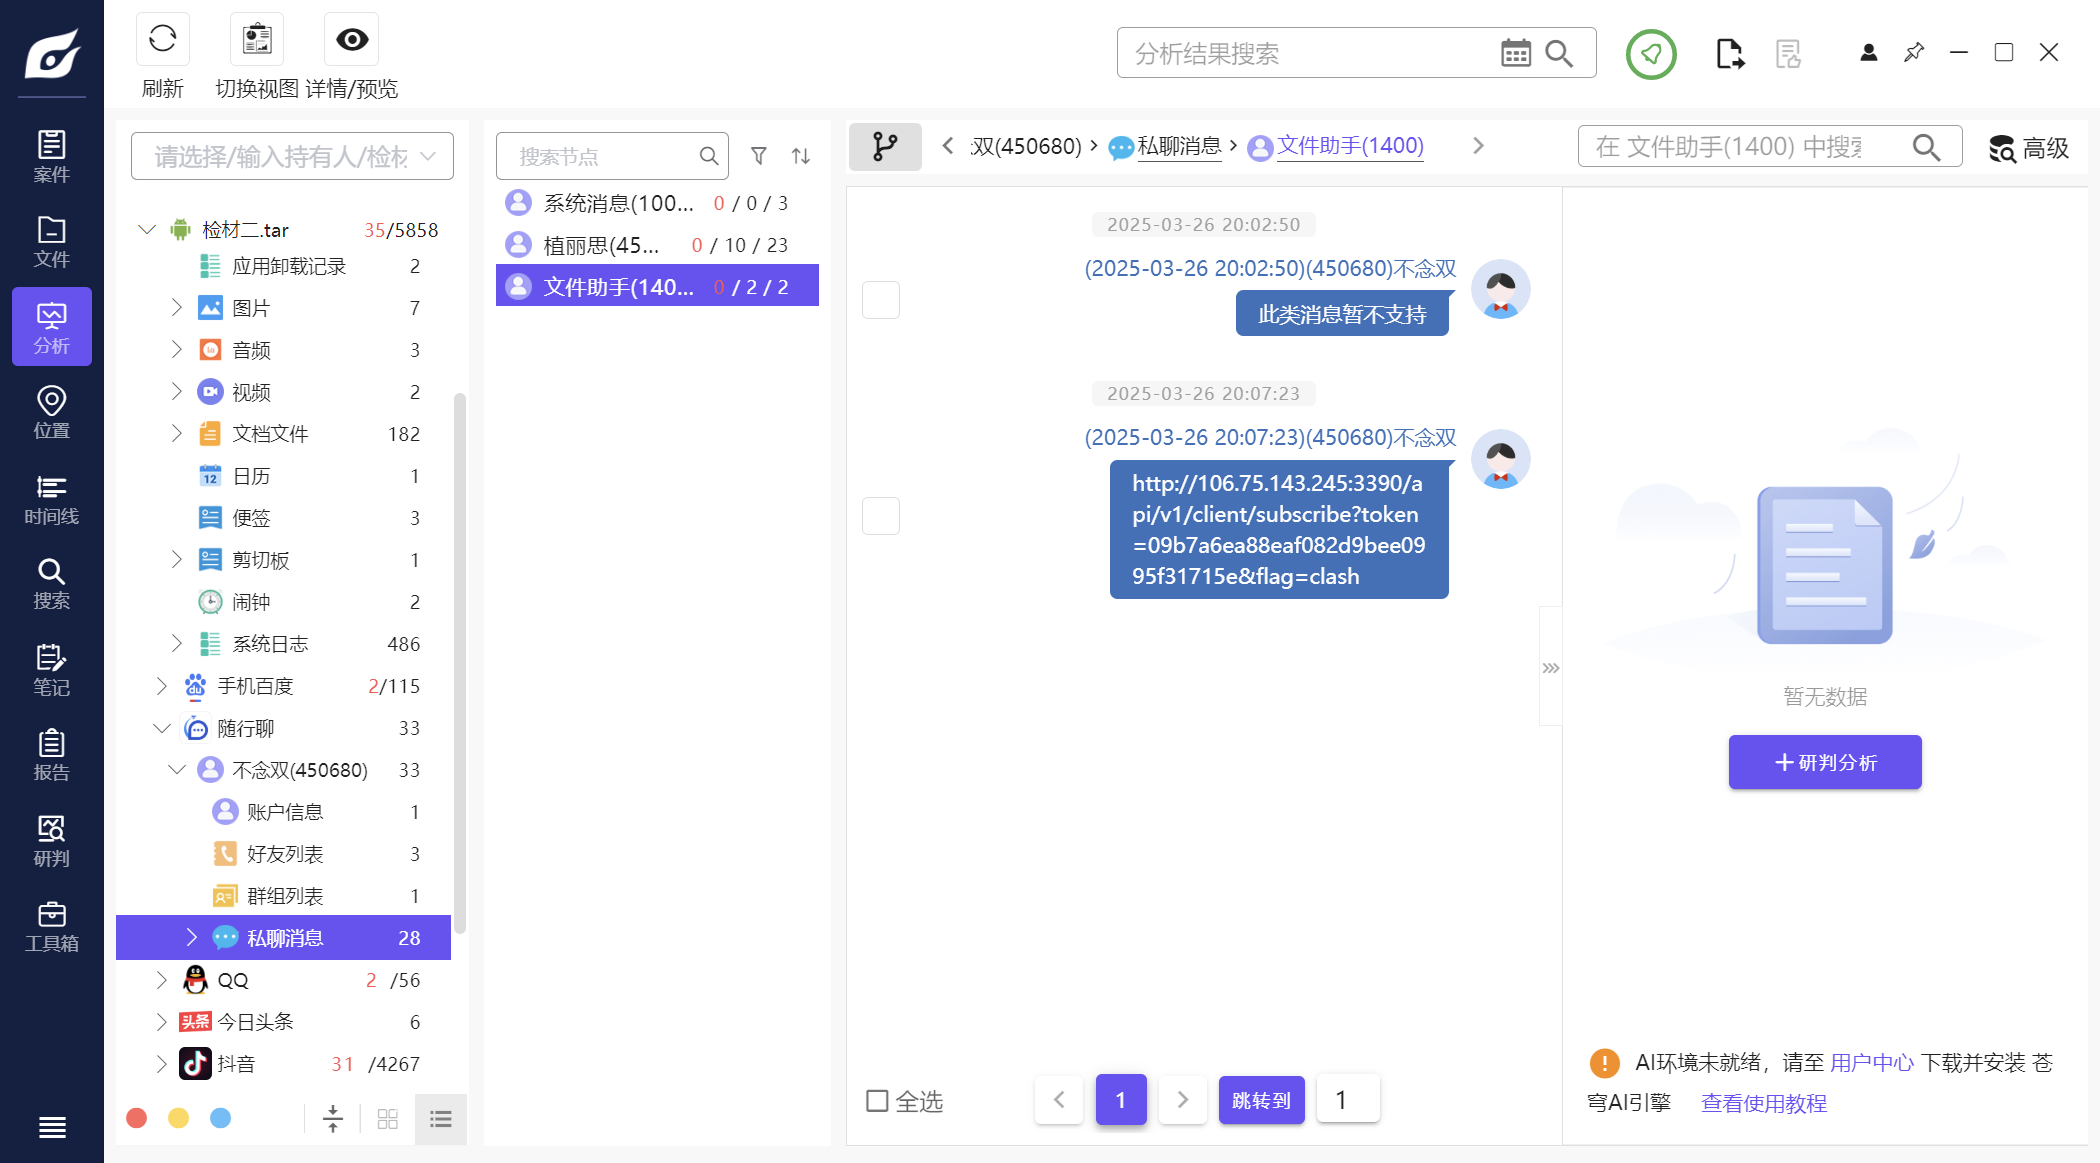 刷新
切换视图
详情/预览
分析结果搜索
案件
文件
分析
位置
时间线
搜索
笔记
报告
研判
工具箱
请选择/输入持有人/检材
检材二.tar 35/5858
应用卸载记录 2
图片 7
音频 3
视频 2
文档文件 182
12 日历 1
便签 3
剪切板 1
闹钟 2
系统日志 486
du 手机百度 2/115
随行聊 33
不念双(450680) 33
账户信息 1
好友列表 3
群组列表 1
私聊消息 28
QQ 2 /56
头条 今日头条 6
抖音 31 /4267
搜索节点
系统消息(100... 0 / 0 / 3
植丽思(45... 0 / 10 / 23
文件助手(140... 0 / 2 / 2
双(450680) 私聊消息 文件助手(1400)
在 文件助手(1400) 中搜
高级
2025-03-26 20:02:50
(2025-03-26 20:02:50)(450680)不念双
此类消息暂不支持
2025-03-26 20:07:23
(2025-03-26 20:07:23)(450680)不念双
http://106.75.143.245:3390/a
pi/v1/client/subscribe?token
=09b7a6ea88eaf082d9bee09
95f31715e&flag=clash
全选
1
跳转到
1
暂无数据
+研判分析
AI环境未就绪，请至 用户中心 下载并安装 苍
穹AI引擎 查看使用教程